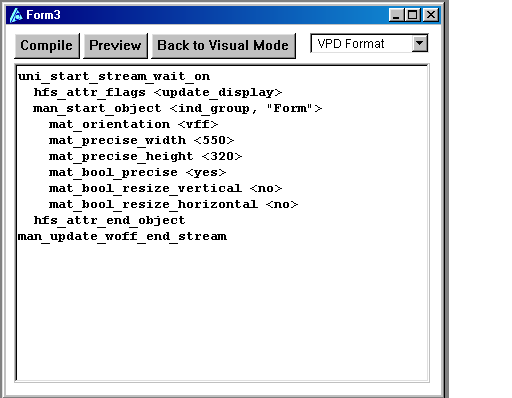 Form3
Compile Preview Back to Visual Mode VPD Format
uni_start_stream_wait_on
hfs_attr_flags <update_display>
man_start_object <ind_group, "Form">
mat_orientation <vff>
mat_precise_width <550>
mat_precise_height <320>
mat_bool_precise <yes>
mat_bool_resize_vertical <no>
mat_bool_resize_horizontal <no>
hfs_attr_end_object
man_update_woff_end_stream